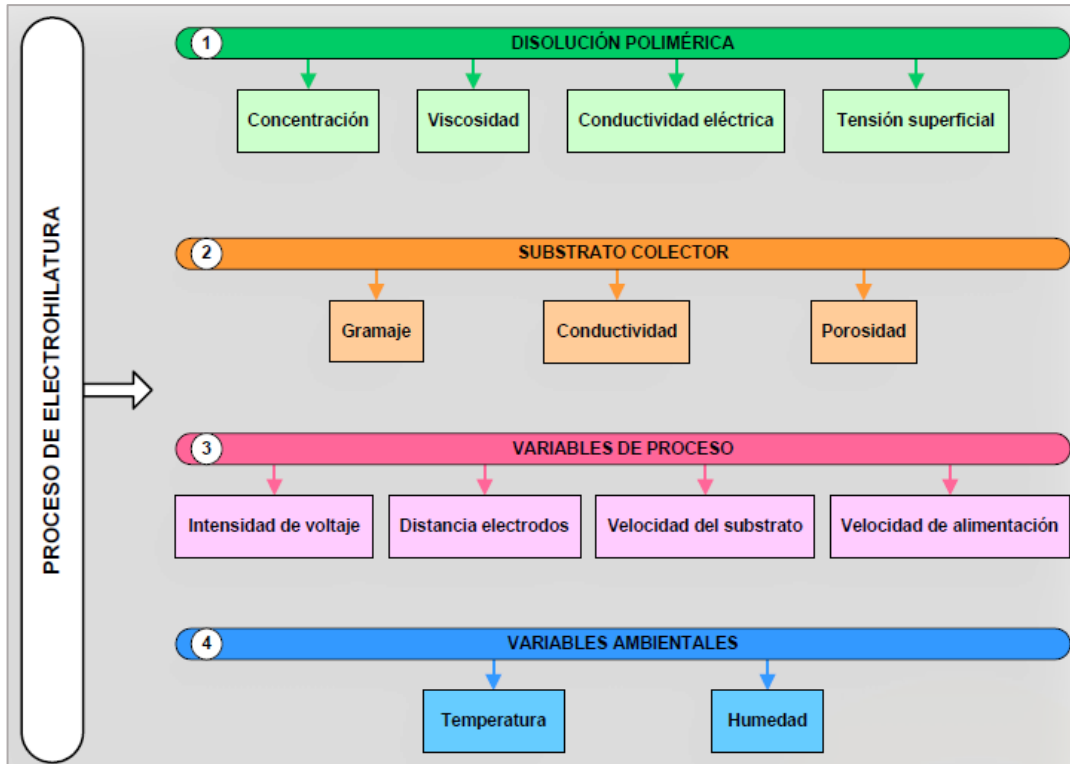 PROCESO DE ELECTROHILATURA
1
DISOLUCIÓN POLIMÉRICA
Concentración
Viscosidad
Conductividad eléctrica
Tensión superficial
2
SUBSTRATO COLECTOR
Gramaje
Conductividad
Porosidad
3
VARIABLES DE PROCESO
Intensidad de voltaje
Distancia electrodos
Velocidad del substrato
Velocidad de alimentación
4
VARIABLES AMBIENTALES
Temperatura
Humedad